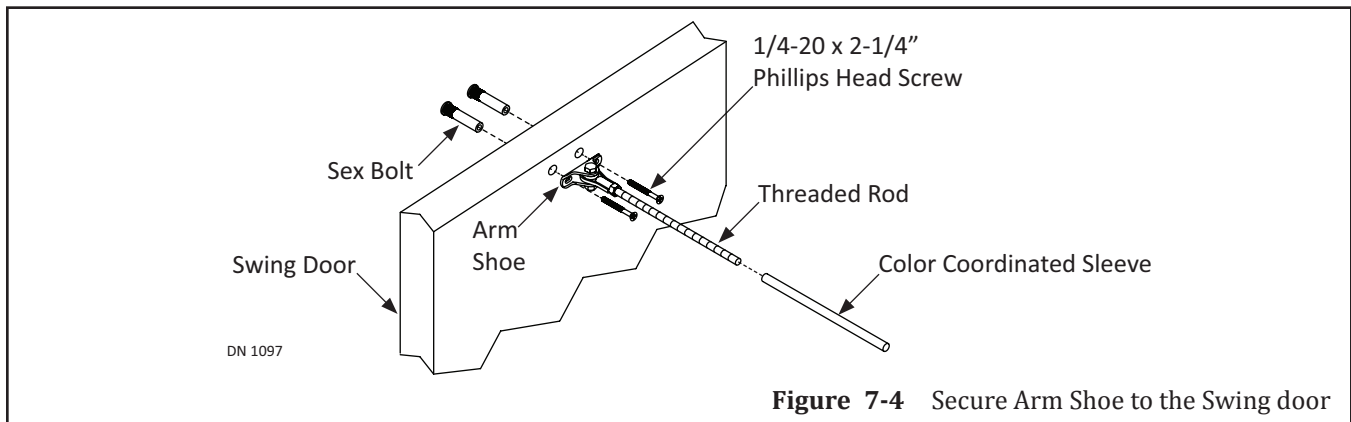 1/4-20 x 2-1/4”
Phillips Head Screw
Sex Bolt
Threaded Rod
Arm
Shoe
Swing Door
Color Coordinated Sleeve
DN 1097
Figure 7-4 Secure Arm Shoe to the Swing door